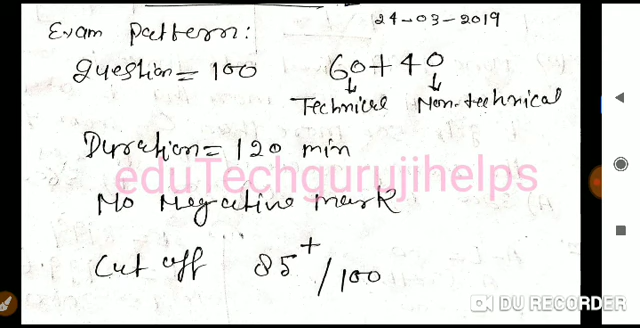 24-03-2019
Exam Pattern:
Question = 100 60 + 40
Technical Non-technical
Duration = 120 min
eduTechgurujihelps
No Negative mark
Cut off 85+/100
DU RECORDER